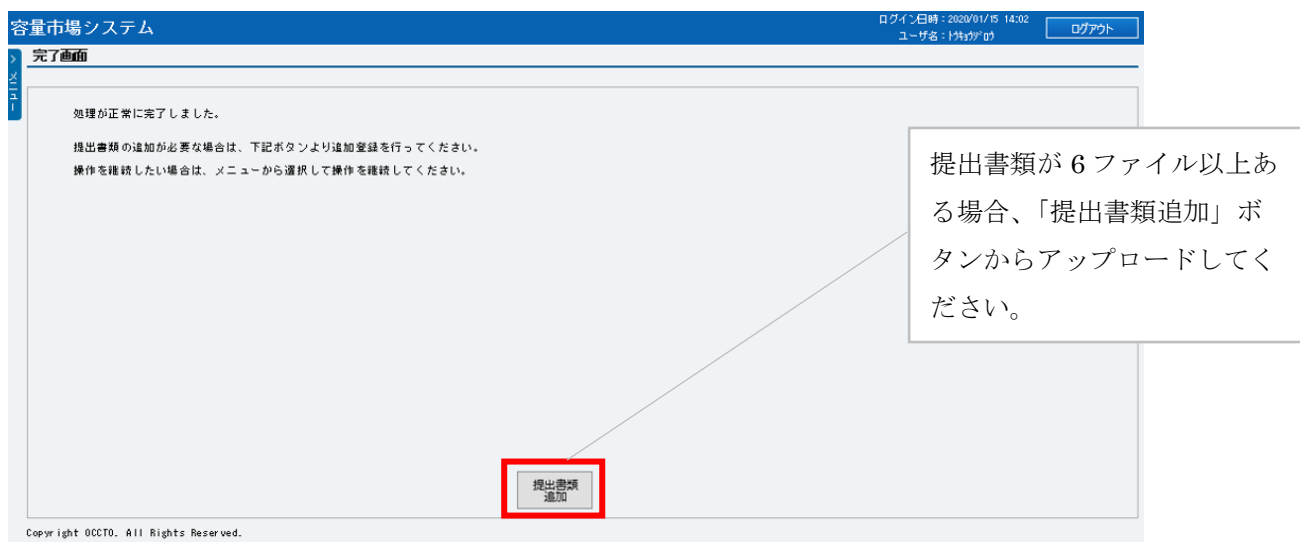 容量市場システム
ログイン日時：2020/01/15 14:02
ユーザ名：ﾄｳｷｮｳｼﾞﾛｳ
ログアウト
> メニュー
完了画面
処理が正常に完了しました。
提出書類の追加が必要な場合は、下記ボタンより追加登録を行ってください。
操作を継続したい場合は、メニューから選択して操作を継続してください。
提出書類が 6 ファイル以上あ
る場合、「提出書類追加」ボ
タンからアップロードしてく
ださい。
提出書類
追加
Copyright OCCTO. All Rights Reserved.